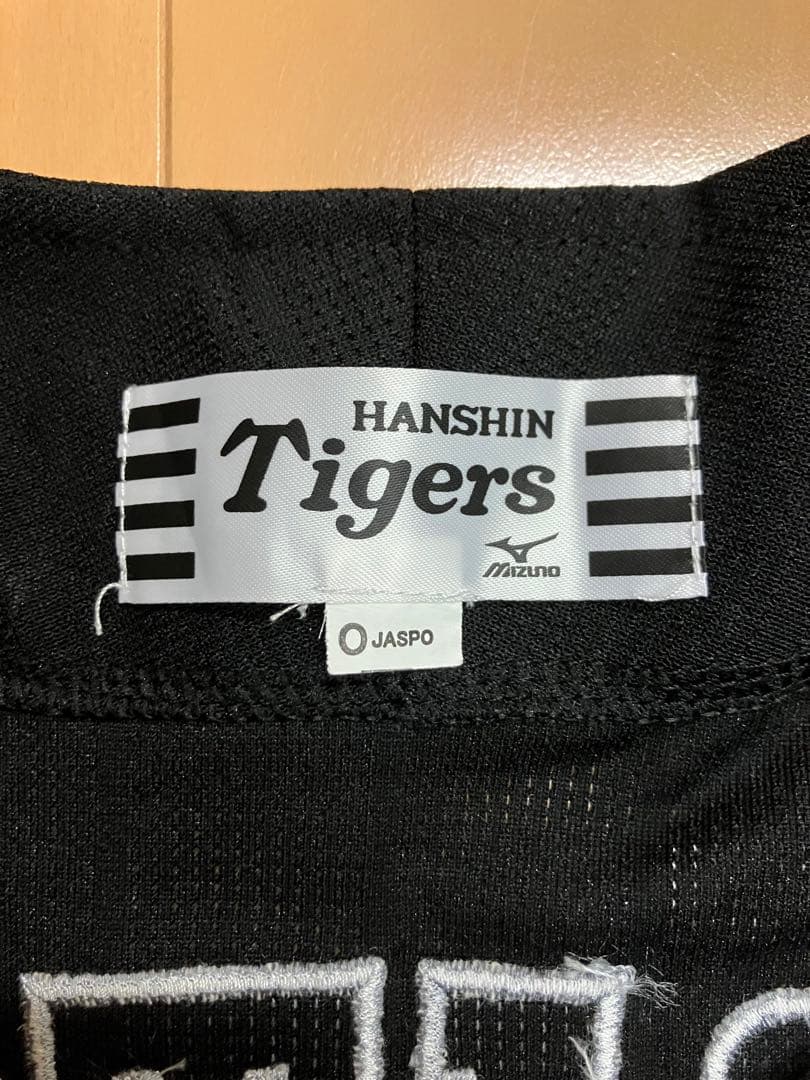 HANSHIN
Tigers
MIZUNO
O JASPO